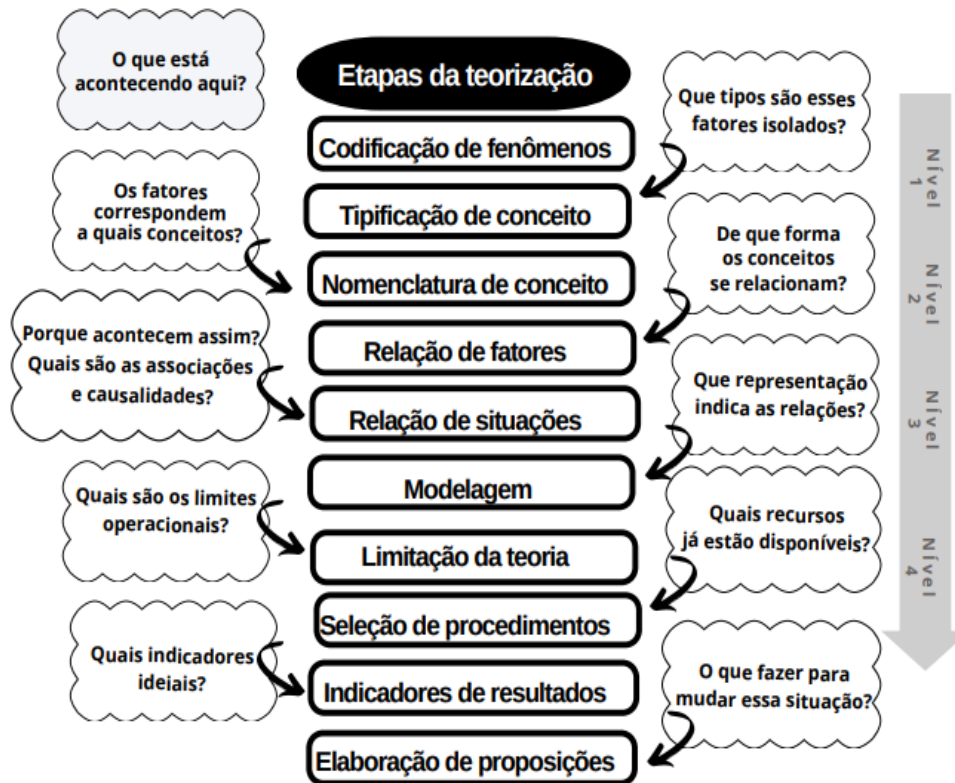 O que está
acontecendo aqui?
Etapas da teorização
Que tipos são esses
fatores isolados?
Codificação de fenômenos
Os fatores
correspondem
a quais conceitos?
Tipificação de conceito
Nomenclatura de conceito
De que forma
os conceitos
se relacionam?
Porque acontecem assim?
Quais são as associações
e causalidades?
Relação de fatores
Relação de situações
Que representação
indica as relações?
Modelagem
Quais são os limites
operacionais?
Limitação da teoria
Quais recursos
já estão disponíveis?
Seleção de procedimentos
Quais indicadores
ideiais?
Indicadores de resultados
O que fazer para
mudar essa situação?
Elaboração de proposições
Nível
1
Nível
2
Nível
3
Nível
4